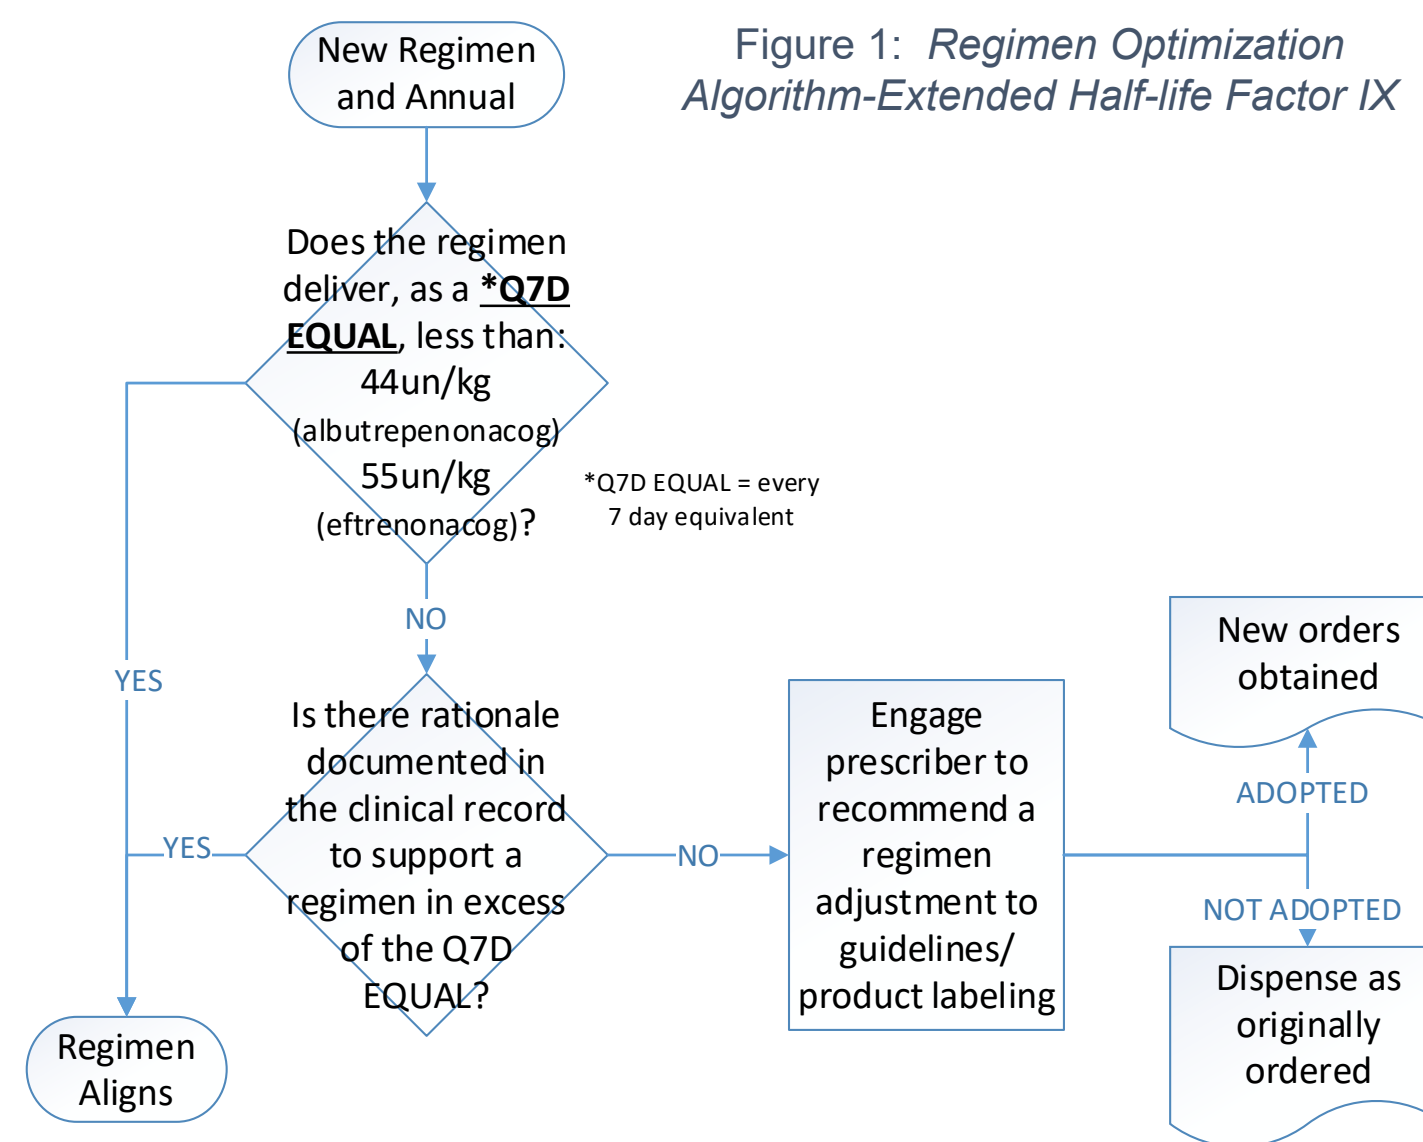 Figure 1: Regimen Optimization
Algorithm-Extended Half-life Factor IX
New Regimen
and Annual
Does the regimen
deliver, as a *Q7D
EQUAL, less than:
44un/kg
(albutrepenonacog)
55un/kg
(eftrenonacog)?
*Q7D EQUAL = every
7 day equivalent
NO
YES
Is there rationale
documented in
the clinical record
to support a
regimen in excess
of the Q7D
EQUAL?
YES
NO
Engage
prescriber to
recommend a
regimen
adjustment to
guidelines/
product labeling
New orders
obtained
ADOPTED
NOT ADOPTED
Dispense as
originally
ordered
Regimen
Aligns